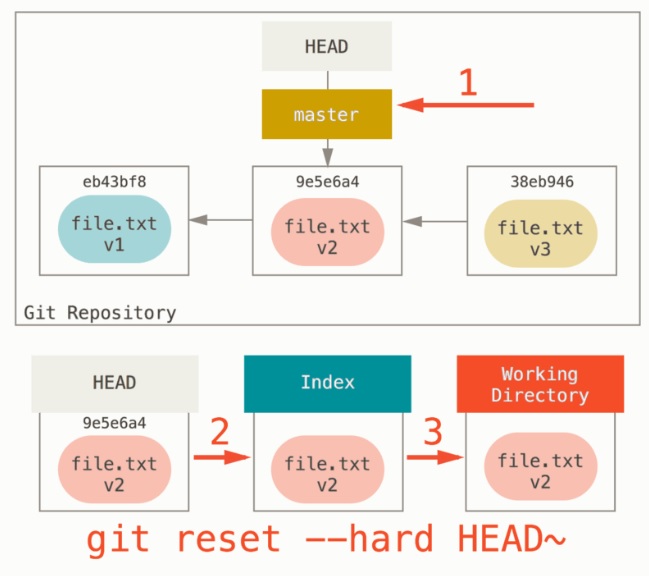 HEAD
1
master
eb43bf8
9e5e6a4
38eb946
file.txt
v1
file.txt
v2
file.txt
v3
Git Repository
HEAD
Index
Working
Directory
9e5e6a4
2
3
file.txt
v2
file.txt
v2
file.txt
v2
git reset --hard HEAD~